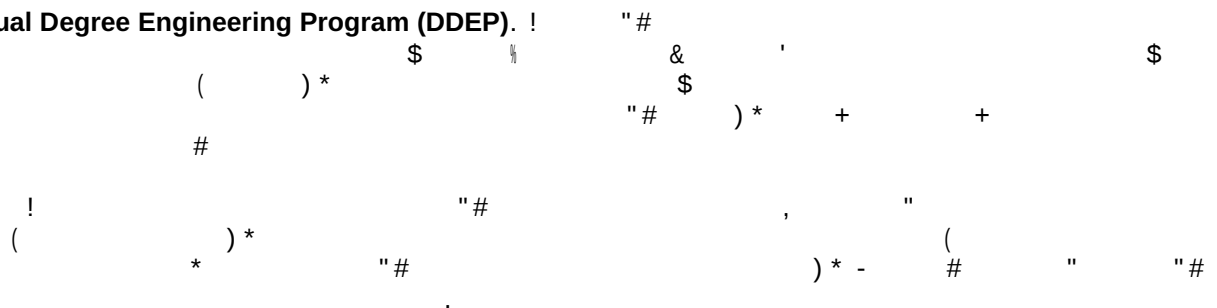 ual Degree Engineering Program (DDEP). ! "#
$ % & ' $
( )* $
"# )* + +
#
! "# , "
( )* (
* "# )* - # " "#